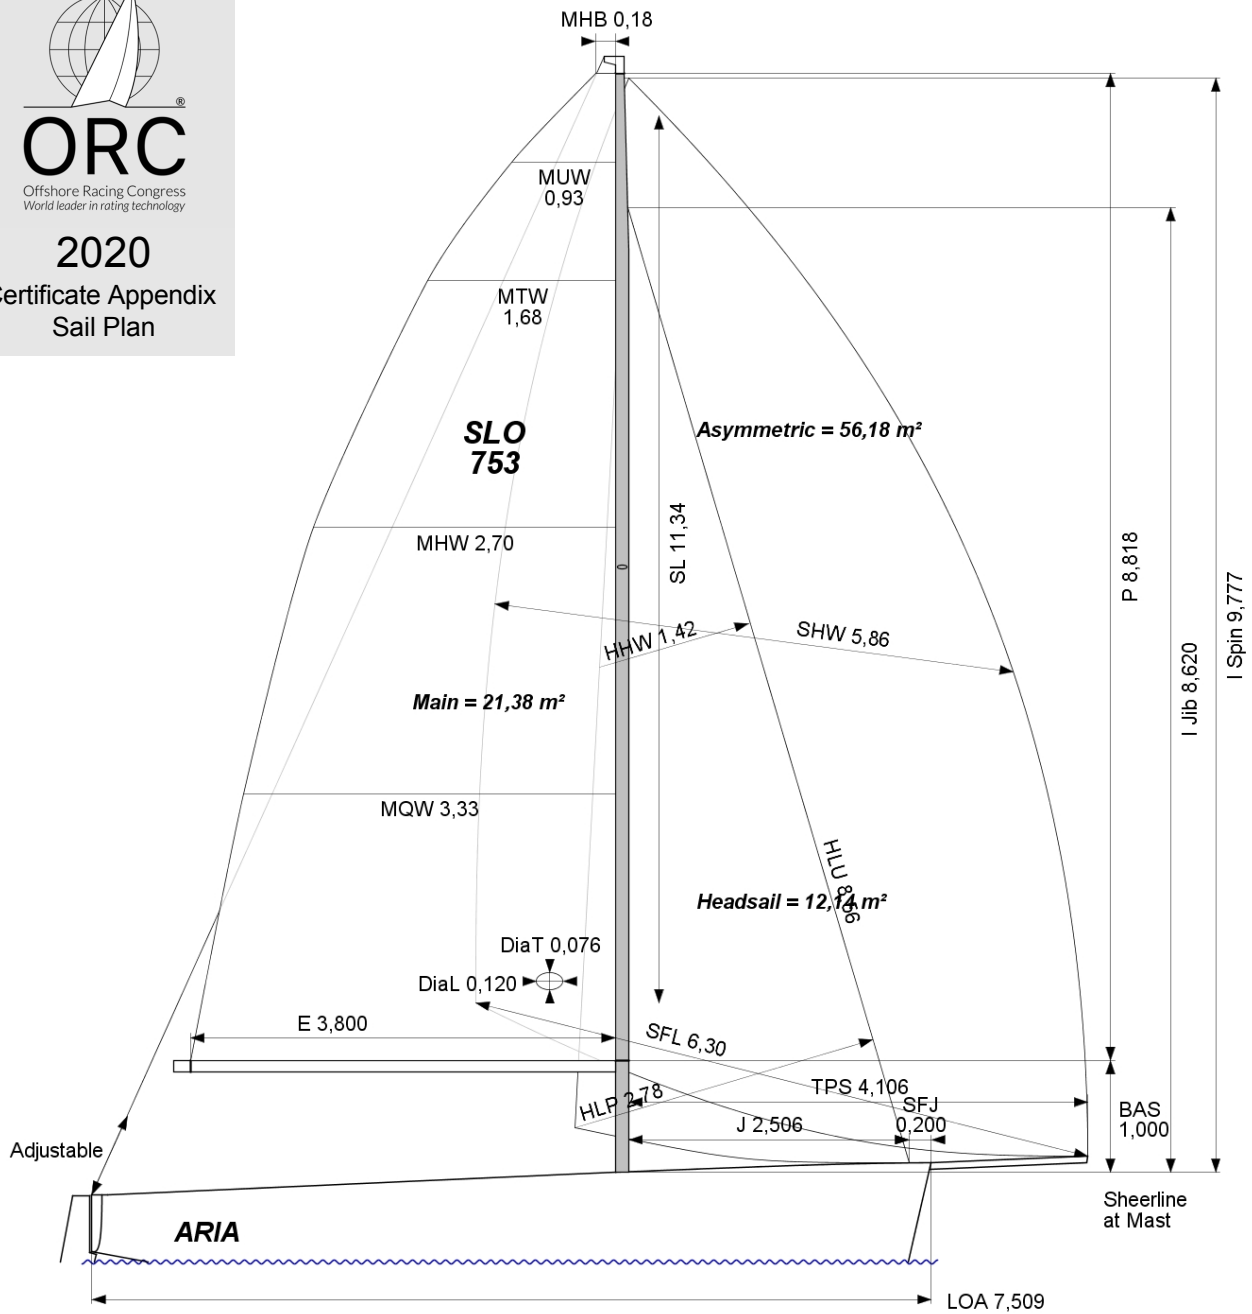 MHB 0,18
®
ORC
Offshore Racing Congress
World leader in rating technology
2020
Certificate Appendix
Sail Plan
MUW
0,93
MTW
1,68
SLO
753
Asymmetric = 56,18 m²
SL 11,34
P 8,818
MHW 2,70
I Spin 9,777
SHW 5,86
HHW 1,42
I Jib 8,620
Main = 21,38 m²
MQW 3,33
HLU 8,66
Headsail = 12,14 m²
DiaT 0,076
DiaL 0,120
E 3,800
SFL 6,30
TPS 4,106
HLP 2,78
SFJ
0,200
J 2,506
BAS
1,000
Adjustable
Sheerline
at Mast
ARIA
LOA 7,509